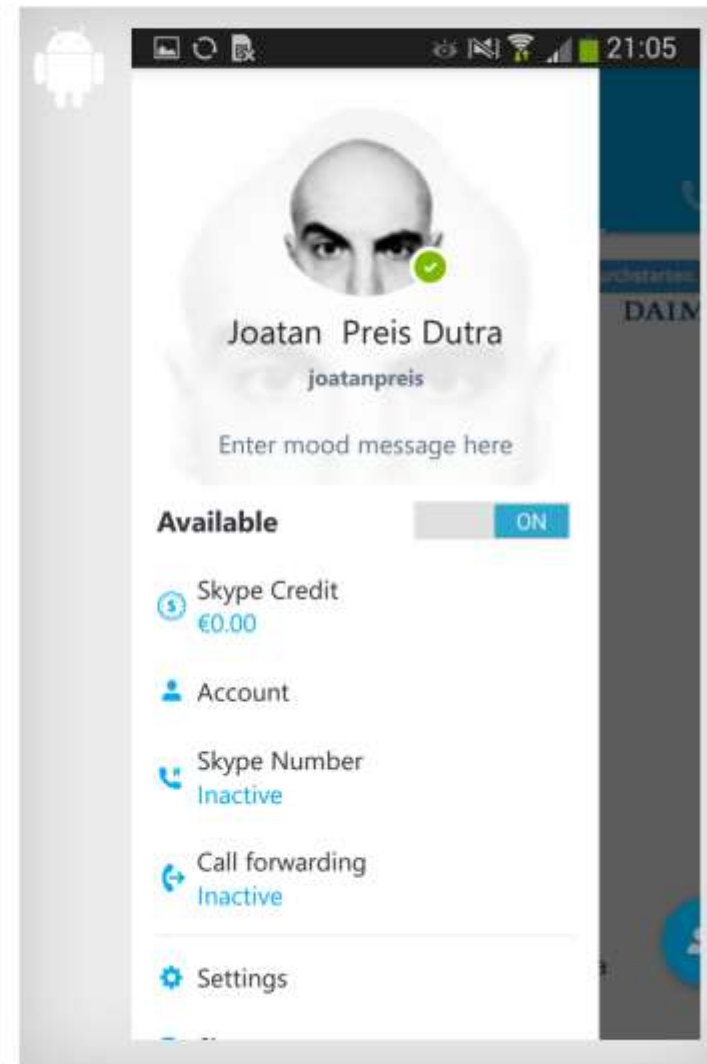 21:05
DAIM
Joatan Preis Dutra
joatanpreis
Enter mood message here
Available
ON
Skype Credit
€0.00
Account
Skype Number
Inactive
Call forwarding
Inactive
Settings